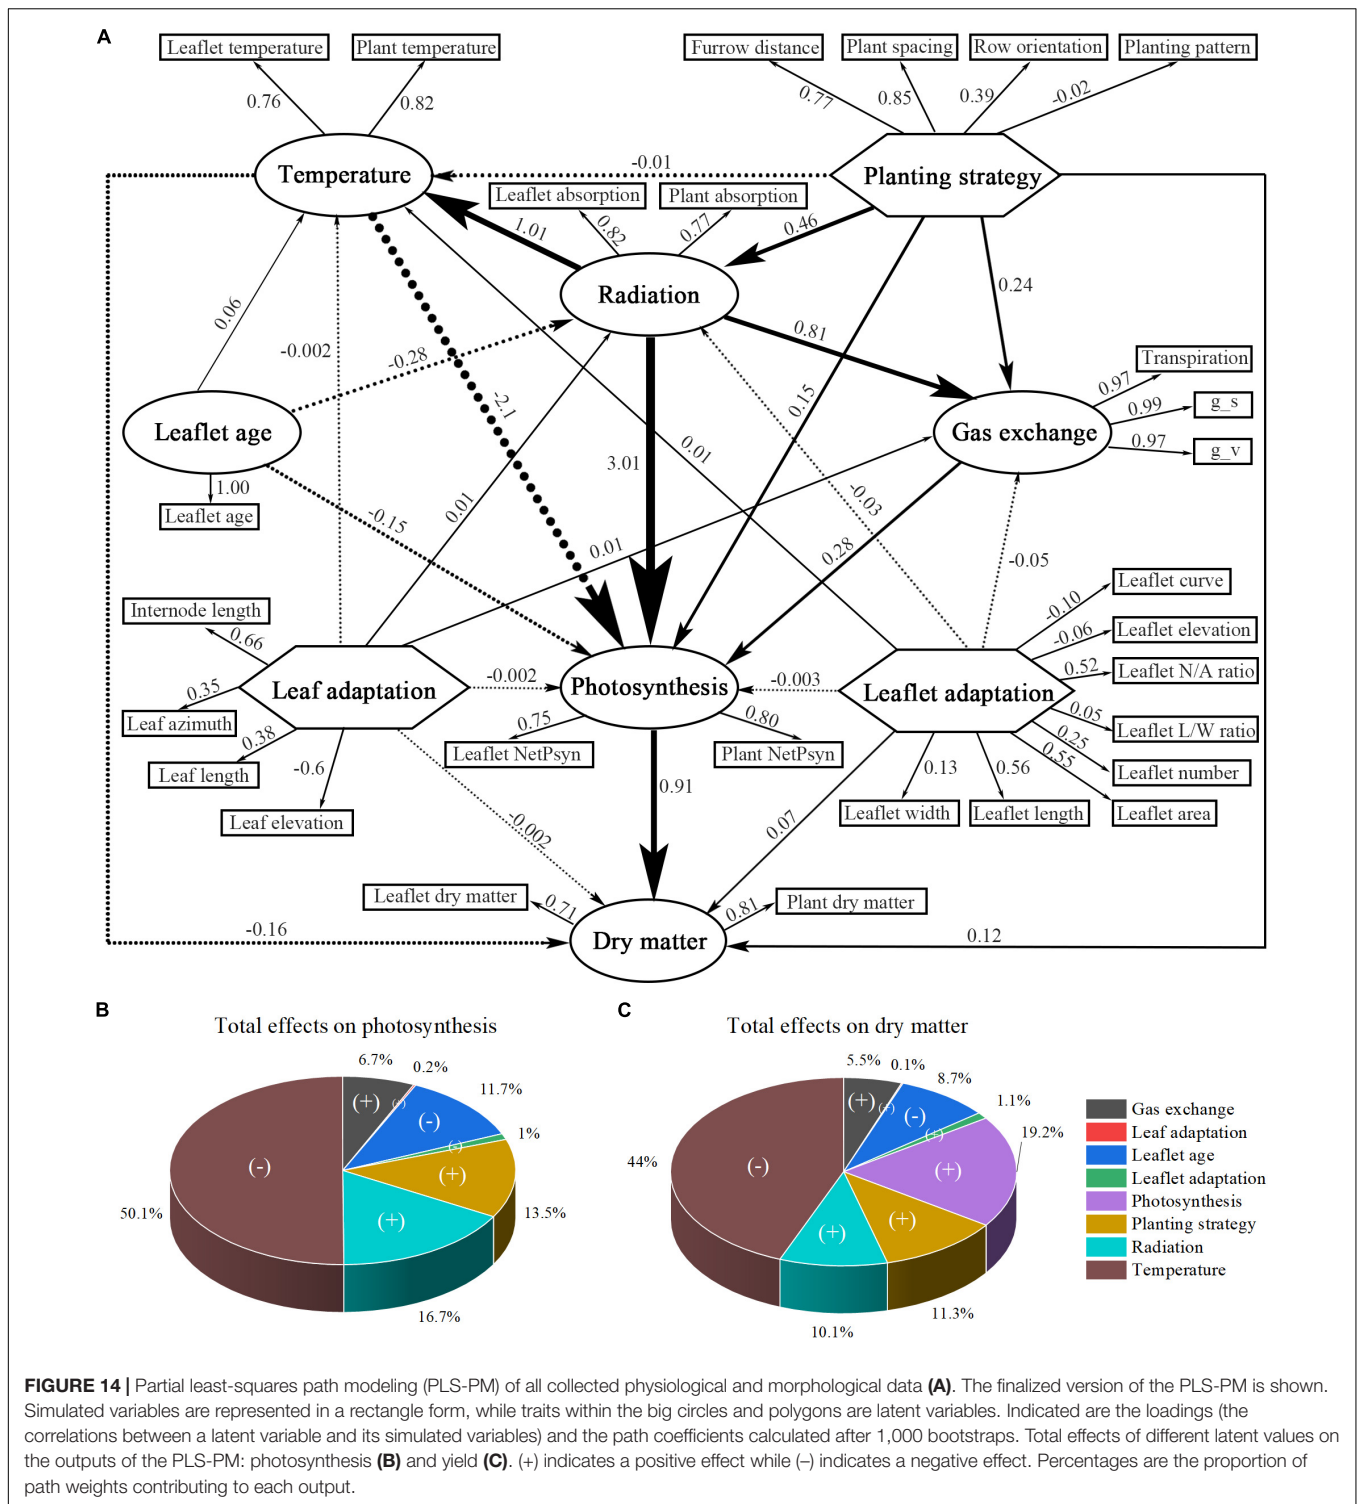 A
Leaflet temperature
Plant temperature
Furrow distance
Plant spacing
Row orientation
Planting pattern
0.76
0.82
0.77
0.85
0.39
-0.02
Temperature
-0.01
Planting strategy
Leaflet absorption
Plant absorption
1.01
0.82
0.77
0.46
Radiation
0.24
0.06
-0.002
-0.28
0.81
Transpiration
0.97
0.99
g_s
0.97
g_v
Leaflet age
-2.1
0.15
Gas exchange
1.00
Leaflet age
3.01
0.01
-0.15
0.01
-0.03
0.01
0.28
-0.05
Leaflet curve
-0.10
Internode length
0.66
-0.06
Leaflet elevation
0.52
Leaflet N/A ratio
Leaf adaptation
-0.002
Photosynthesis
-0.003
Leaflet adaptation
0.35
Leaf azimuth
0.05
Leaflet L/W ratio
0.38
Leaf length
0.75
Leaflet NetPsyn
0.80
Plant NetPsyn
0.25
Leaflet number
-0.6
Leaf elevation
0.13
Leaflet width
0.56
Leaflet length
0.55
Leaflet area
0.91
-0.002
0.07
Leaflet dry matter
0.71
0.81
Plant dry matter
-0.16
Dry matter
0.12
B
Total effects on photosynthesis
6.7%
0.2%
11.7%
1%
13.5%
16.7%
50.1%
(+)
(+)
(-)
(-)
(+)
(+)
(-)
C
Total effects on dry matter
5.5%
0.1%
8.7%
1.1%
19.2%
11.3%
10.1%
44%
(+)
(+)
(-)
(+)
(+)
(+)
(+)
(-)
Gas exchange
Leaf adaptation
Leaflet age
Leaflet adaptation
Photosynthesis
Planting strategy
Radiation
Temperature
FIGURE 14 | Partial least-squares path modeling (PLS-PM) of all collected physiological and morphological data (A). The finalized version of the PLS-PM is shown.
Simulated variables are represented in a rectangle form, while traits within the big circles and polygons are latent variables. Indicated are the loadings (the
correlations between a latent variable and its simulated variables) and the path coefficients calculated after 1,000 bootstraps. Total effects of different latent values on
the outputs of the PLS-PM: photosynthesis (B) and yield (C). (+) indicates a positive effect while (–) indicates a negative effect. Percentages are the proportion of
path weights contributing to each output.